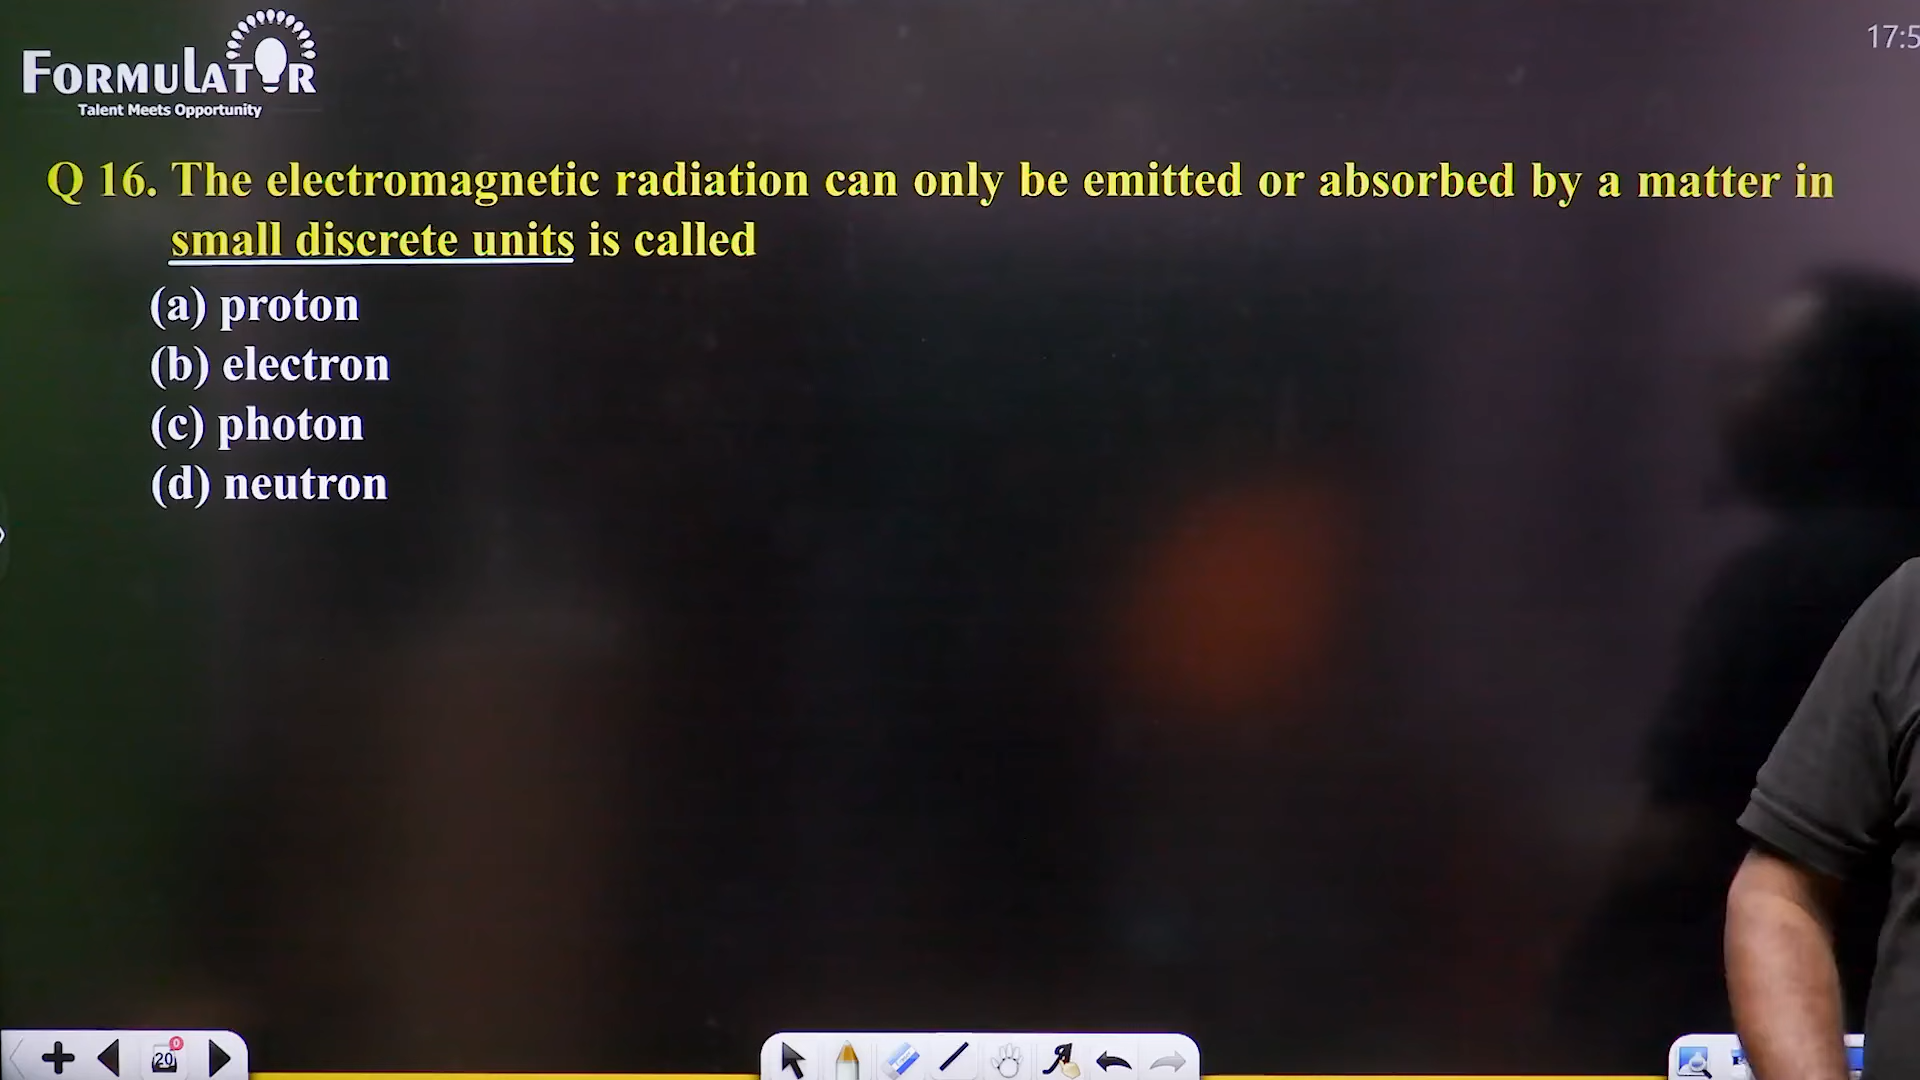 FORMULATOR
Talent Meets Opportunity
17:5
Q 16. The electromagnetic radiation can only be emitted or absorbed by a matter in
small discrete units is called
(a) proton
(b) electron
(c) photon
(d) neutron
0
20